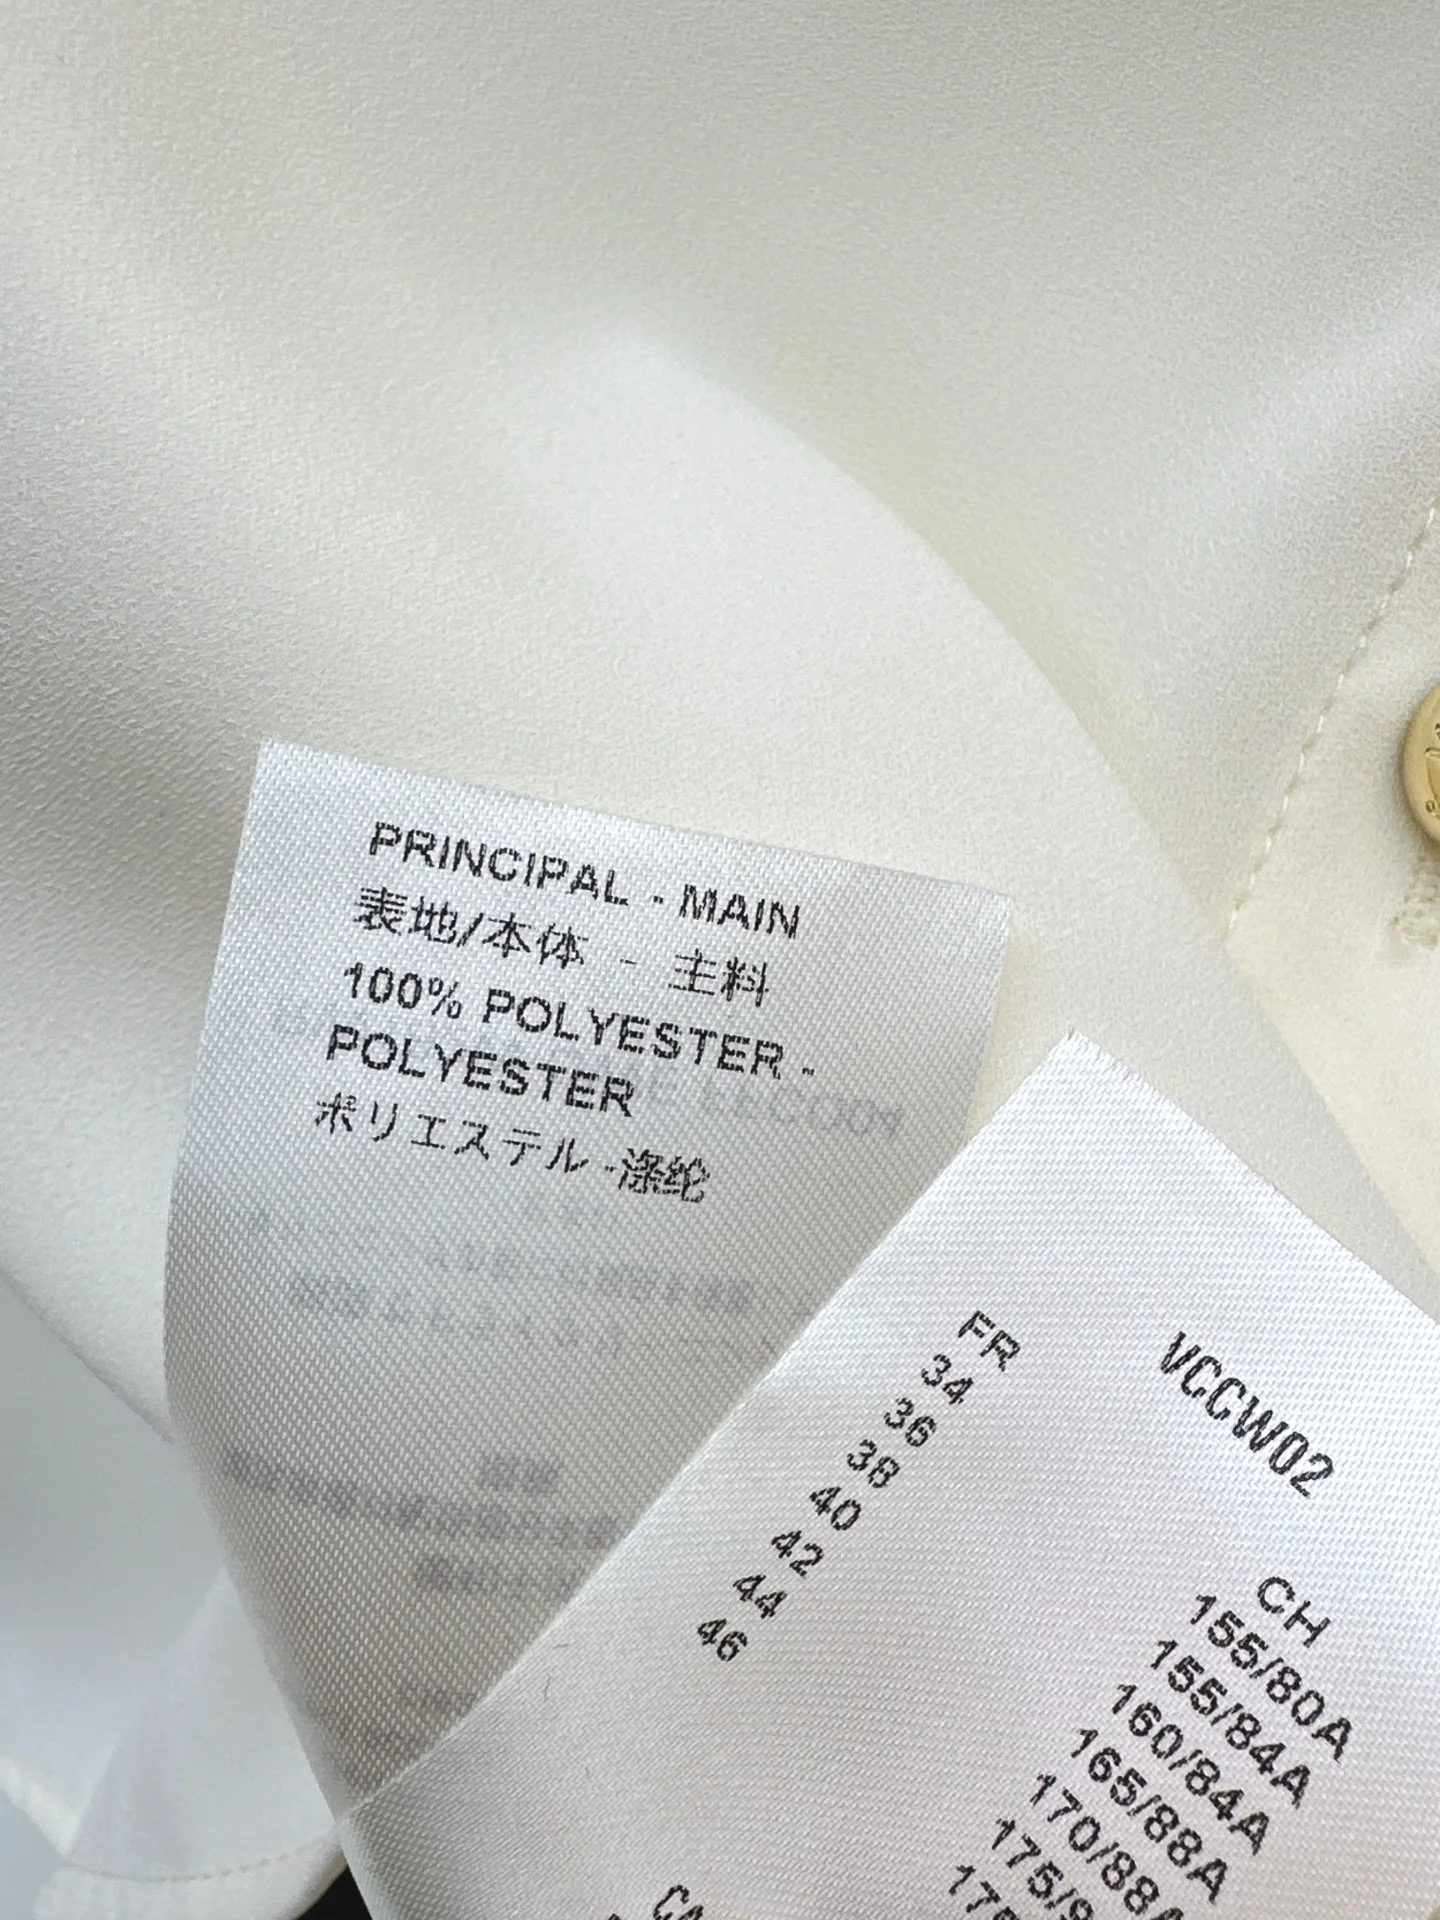 PRINCIPAL - MAIN
表地/本体 - 主料
100% POLYESTER -
POLYESTER
ポリエステル -涤纶
VCCW02
FR
34
36
38
40
42
44
46
CH
155/80A
155/84A
160/84A
165/88A
170/88A